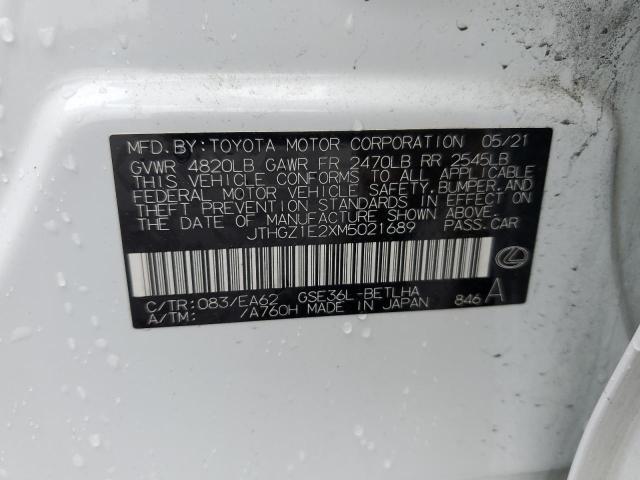 MFD.BY:TOYOTA MOTOR CORPORATION 05/21
GVWR 4820LB GAWR FR 2470LB RR 2545LB
THIS VEHICLE CONFORMS TO ALL APPLICABLE
FEDERAL MOTOR VEHICLE SAFETY,BUMPER,AND
THEFT PREVENTION STANDARDS IN EFFECT ON
THE DATE OF MANUFACTURE SHOWN ABOVE.
JTHGZ1E2XM5021689 PASS.CAR
C/TR:083/EA62 GSE36L-BETLHA
A/TM: /A760H MADE IN JAPAN 846 A